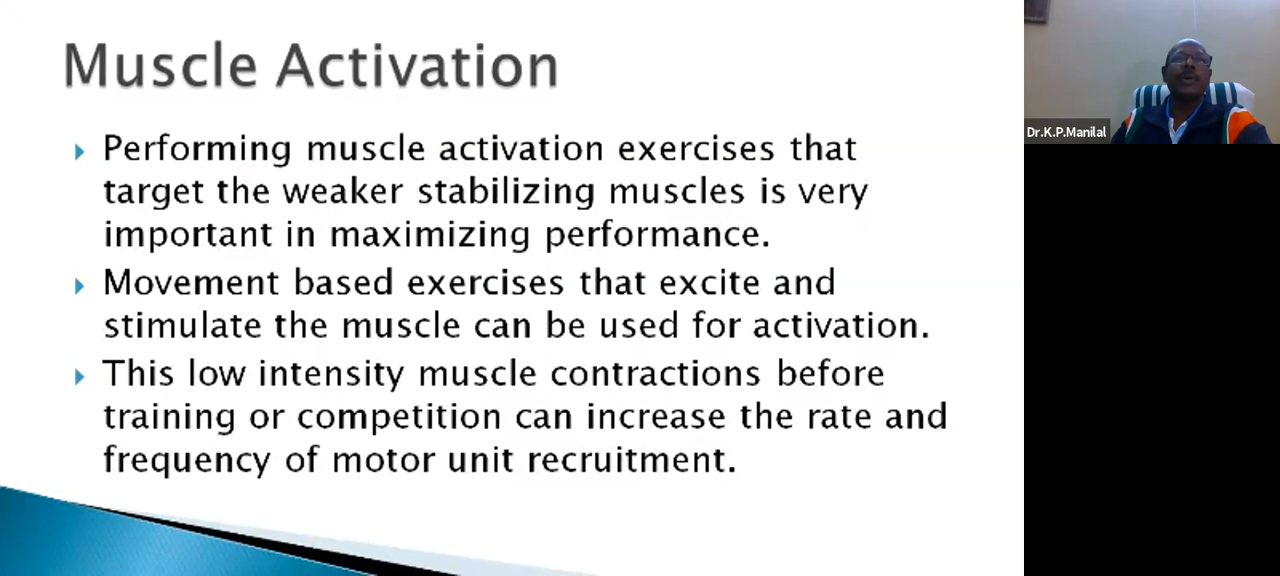 Muscle Activation
Performing muscle activation exercises that
target the weaker stabilizing muscles is very
important in maximizing performance.
Movement based exercises that excite and
stimulate the muscle can be used for activation.
This low intensity muscle contractions before
training or competition can increase the rate and
frequency of motor unit recruitment.
Dr.K.P.Manilal